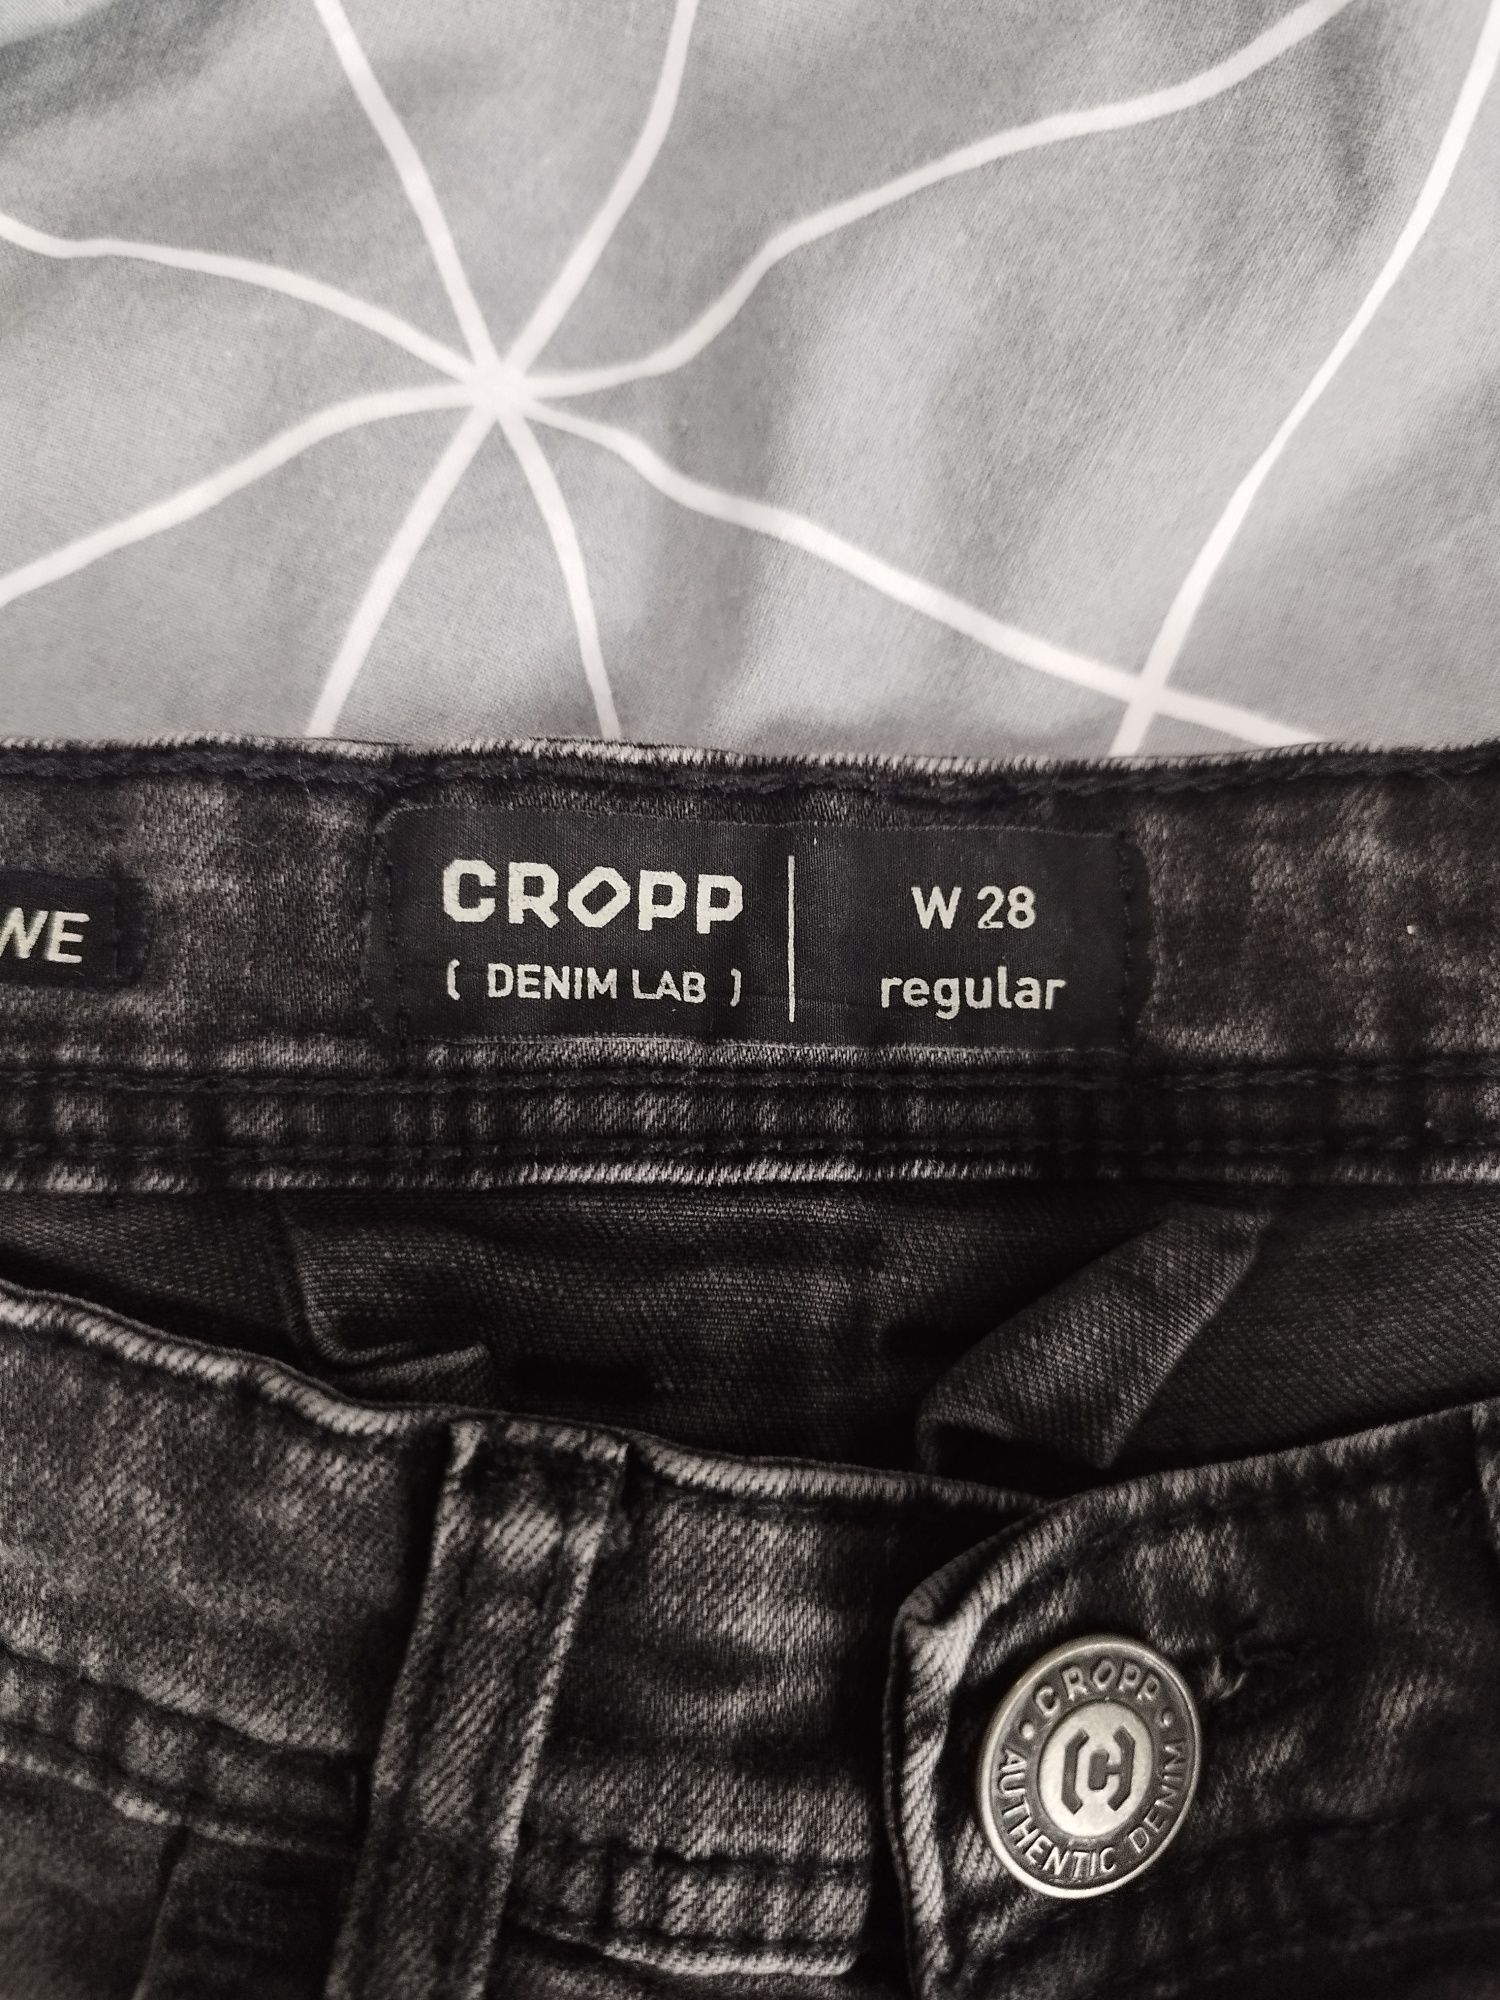 WE
CROPP
( DENIM LAB )
W 28
regular
• CROPP •
AUTHENTIC DENIM
C